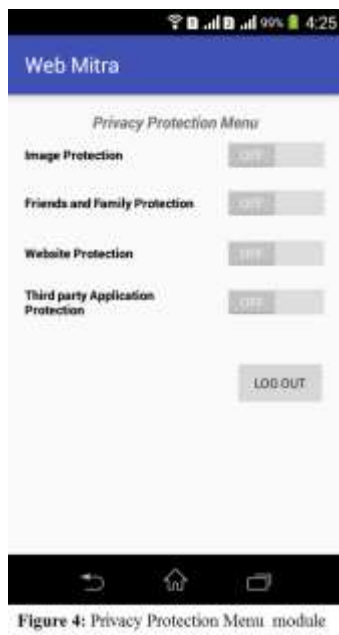 99% 4:25
Web Mitra
Privacy Protection Menu
Image Protection OFF
Friends and Family Protection OFF
Website Protection OFF
Third party Application OFF
Protection
LOG OUT
Figure 4: Privacy Protection Menu module